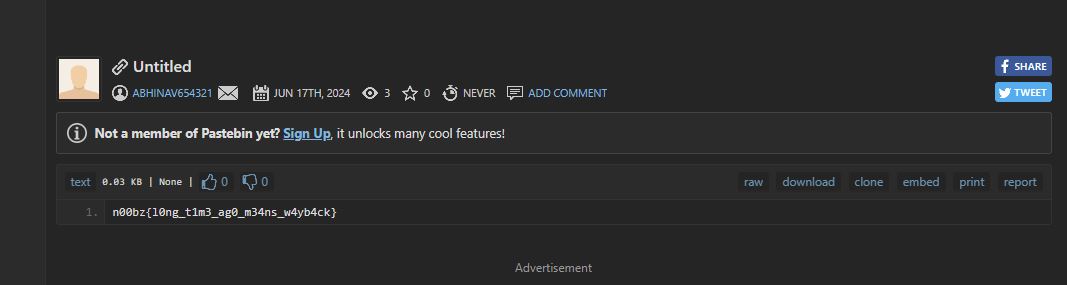 Untitled
SHARE
ABHINAV654321 JUN 17TH, 2024 3 0 NEVER ADD COMMENT
TWEET
Not a member of Pastebin yet? Sign Up, it unlocks many cool features!
text 0.03 KB | None | 0 0 raw download clone embed print report
1. n00bz{l0ng_t1m3_ag0_m34ns_w4yb4ck}
Advertisement